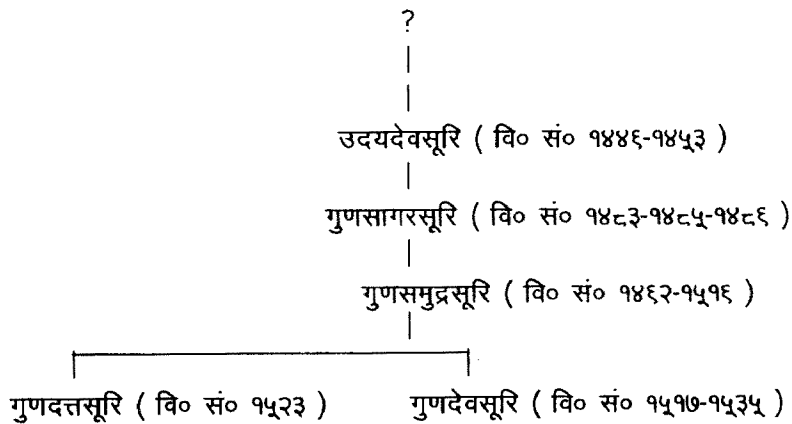 ?
उदयदेवसूरि ( वि० सं० १४४६-१४५३ )
गुणसागरसूरि ( वि० सं० १४८३-१४८५-१४८६ )
गुणसमुद्रसूरि ( वि० सं० १४६२-१५१६ )
गुणदत्तसूरि ( वि० सं० १५२३ ) गुणदेवसूरि ( वि० सं० १५१७-१५३५ )